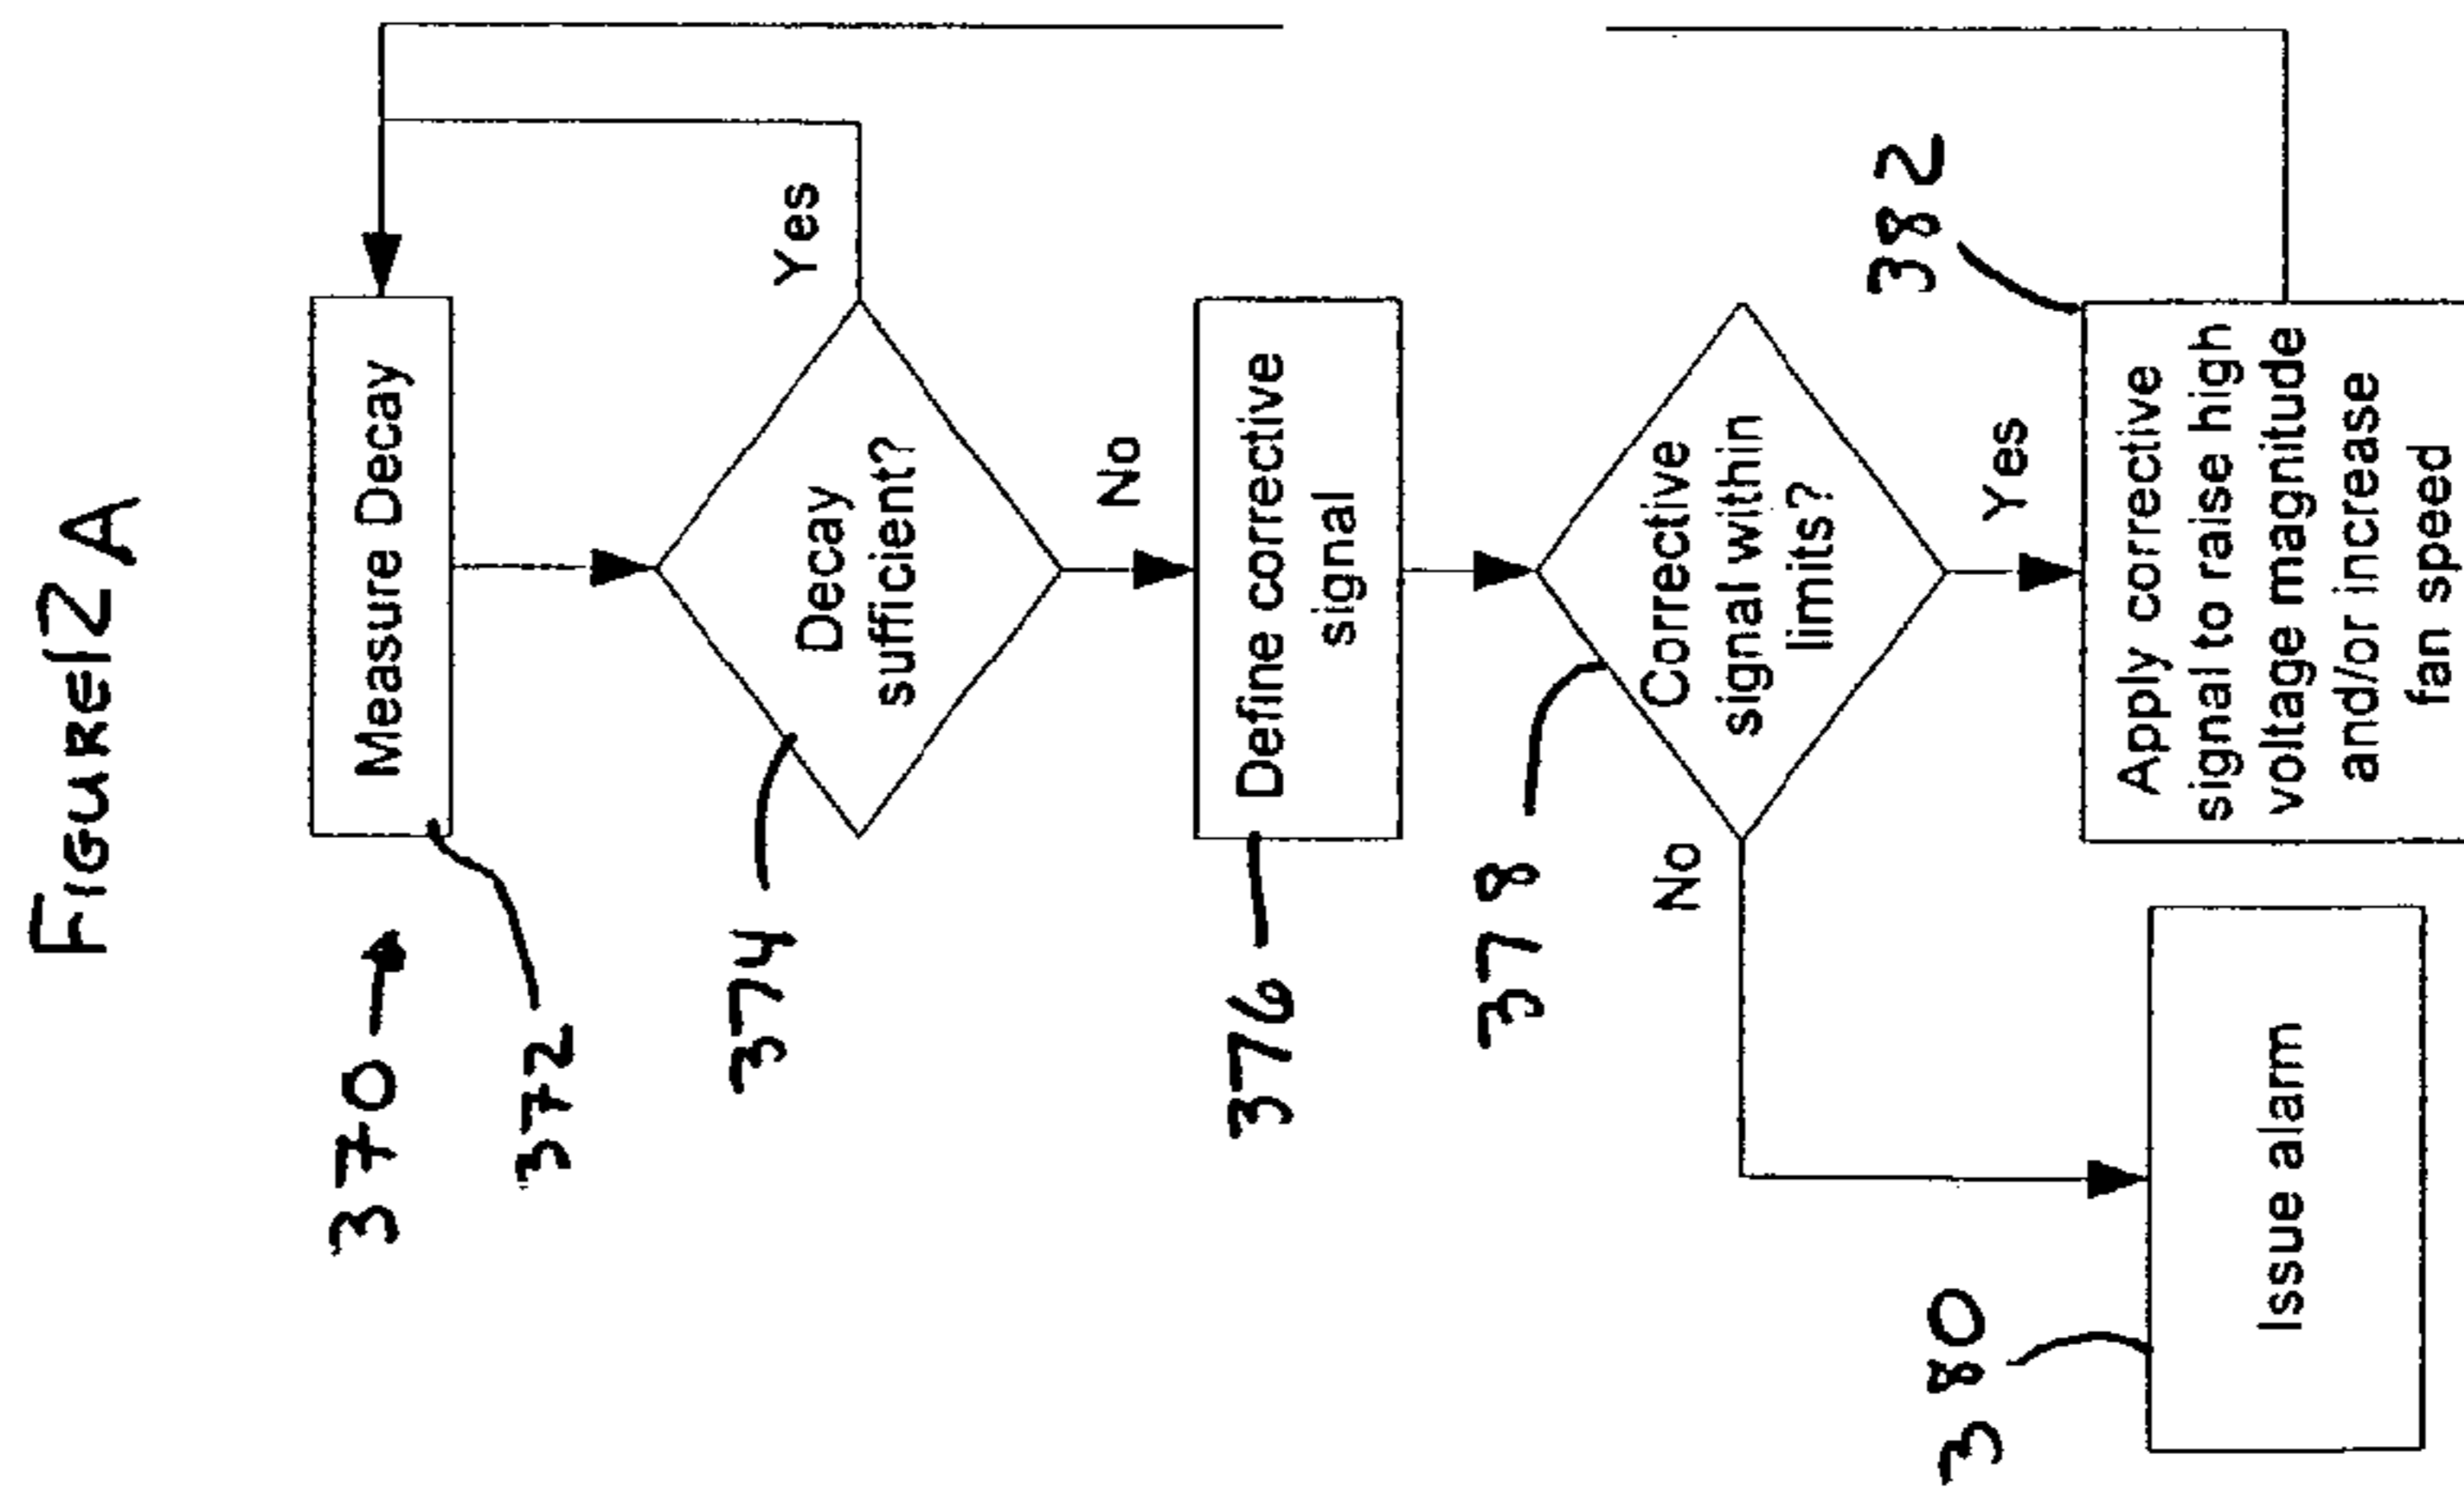 FIGURE 12 A
370
Measure Decay
372
Decay
sufficient?
374
Yes
No
Define corrective
signal
376
Corrective
signal within
limits?
378
No
Yes
Issue alarm
380
Apply corrective
signal to raise high
voltage magnitude
and/or increase
fan speed
382